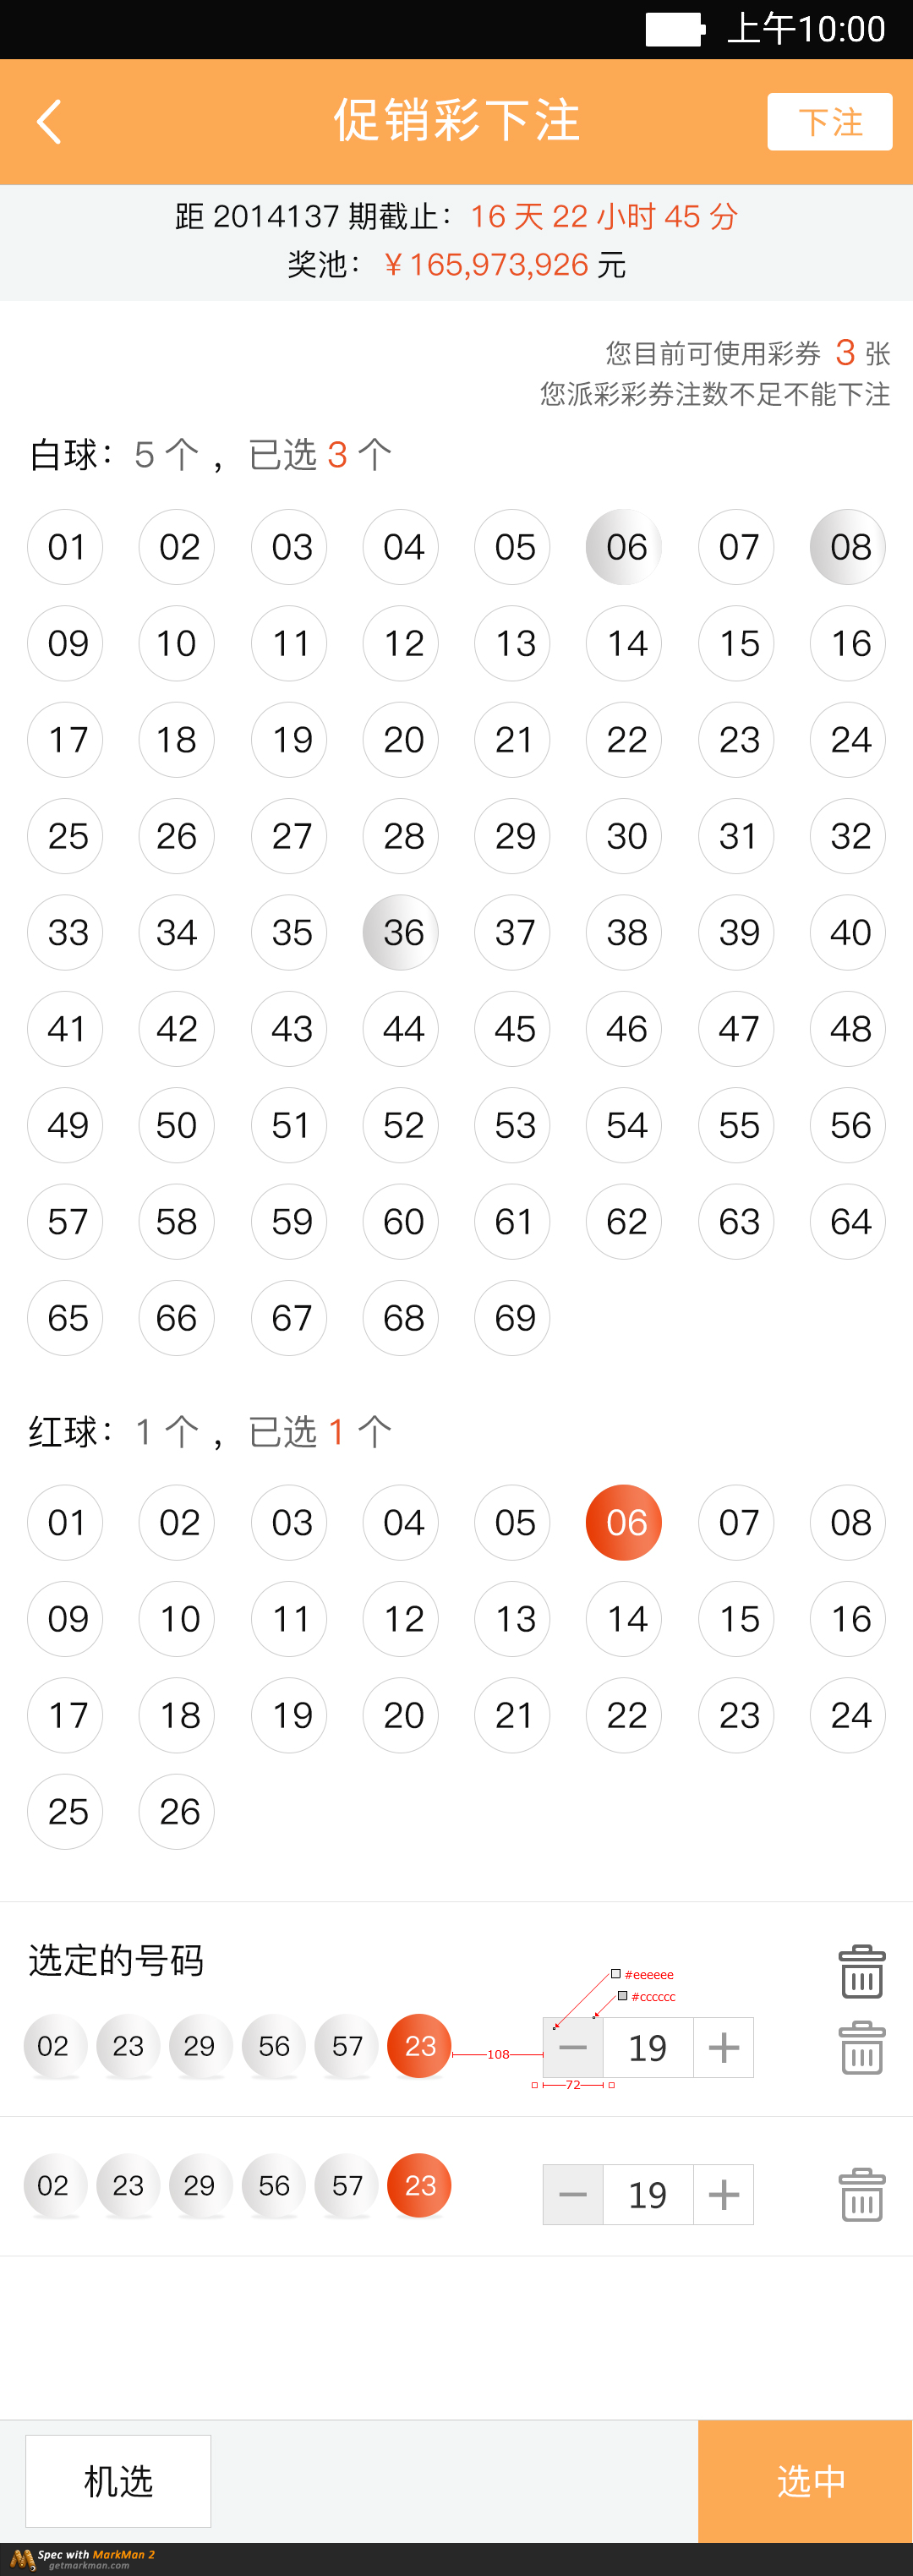 上午10:00
促销彩下注 下注
距 2014137 期截止：16 天 22 小时 45 分
奖池：￥165,973,926 元
您目前可使用彩券 3 张
您派彩彩券注数不足不能下注
白球：5 个 ，已选 3 个
01 02 03 04 05 06 07 08
09 10 11 12 13 14 15 16
17 18 19 20 21 22 23 24
25 26 27 28 29 30 31 32
33 34 35 36 37 38 39 40
41 42 43 44 45 46 47 48
49 50 51 52 53 54 55 56
57 58 59 60 61 62 63 64
65 66 67 68 69
红球：1 个 ，已选 1 个
01 02 03 04 05 06 07 08
09 10 11 12 13 14 15 16
17 18 19 20 21 22 23 24
25 26
选定的号码
#eeeeee
#cccccc
02 23 29 56 57 23 108 － 19 ＋
72
02 23 29 56 57 23 － 19 ＋
机选 选中
Spec with MarkMan 2
getmarkman.com